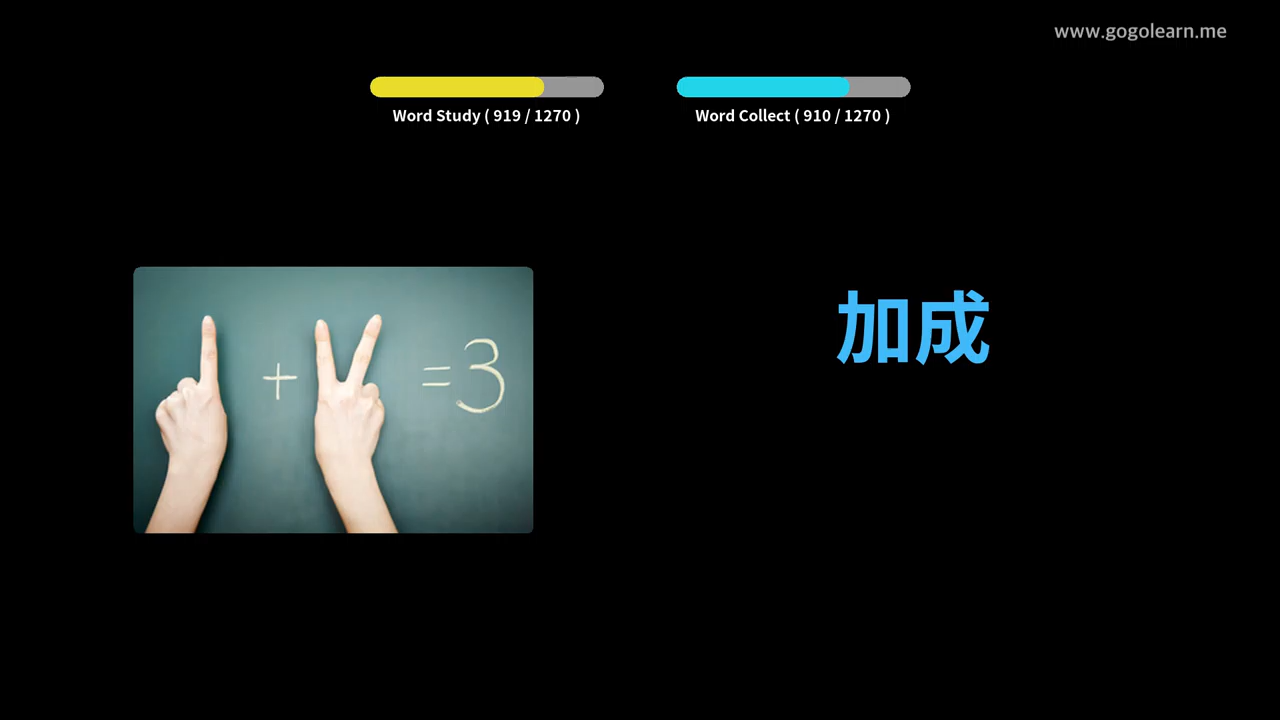 www.gogolearn.me
Word Study ( 919 / 1270 )
Word Collect ( 910 / 1270 )
+ =3
加成